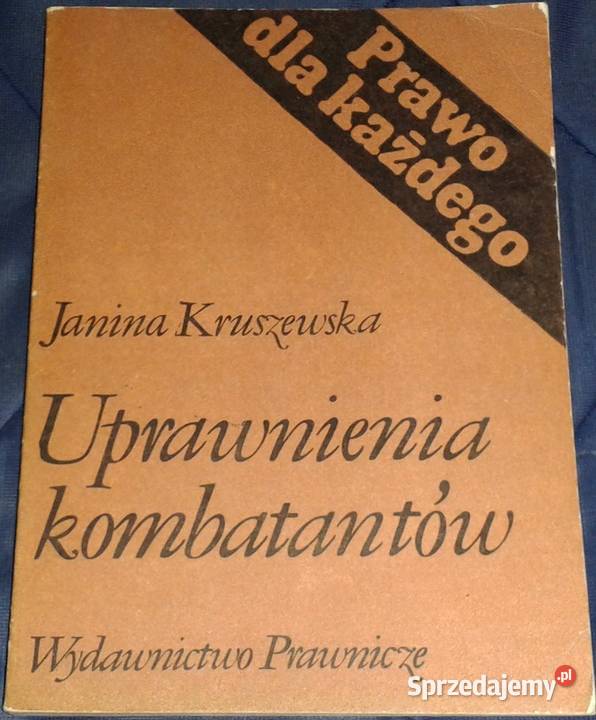 Prawo
dla każdego
Janina Kruszewska
Uprawnienia
kombatantów
Wydawnictwo Prawnicze
Sprzedajemy.pl